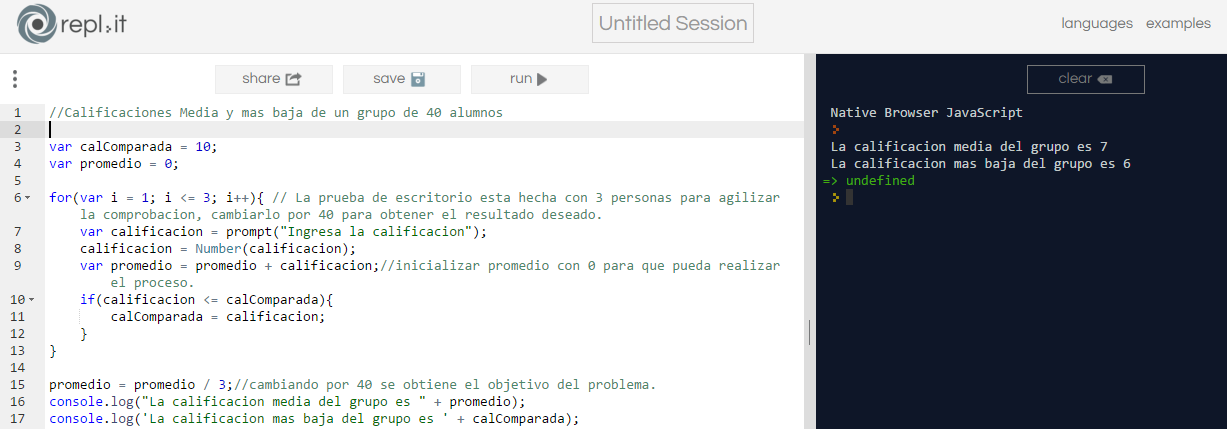 repl.it
Untitled Session
languages examples
share save run
clear
1 //Calificaciones Media y mas baja de un grupo de 40 alumnos
2
3 var calComparada = 10;
4 var promedio = 0;
5
6 for(var i = 1; i <= 3; i++){ // La prueba de escritorio esta hecha con 3 personas para agilizar
la comprobacion, cambiarlo por 40 para obtener el resultado deseado.
7 var calificacion = prompt("Ingresa la calificacion");
8 calificacion = Number(calificacion);
9 var promedio = promedio + calificacion;//inicializar promedio con 0 para que pueda realizar
el proceso.
10 if(calificacion <= calComparada){
11 calComparada = calificacion;
12 }
13 }
14
15 promedio = promedio / 3;//cambiando por 40 se obtiene el objetivo del problema.
16 console.log("La calificacion media del grupo es " + promedio);
17 console.log('La calificacion mas baja del grupo es ' + calComparada);
Native Browser JavaScript
La calificacion media del grupo es 7
La calificacion mas baja del grupo es 6
=> undefined